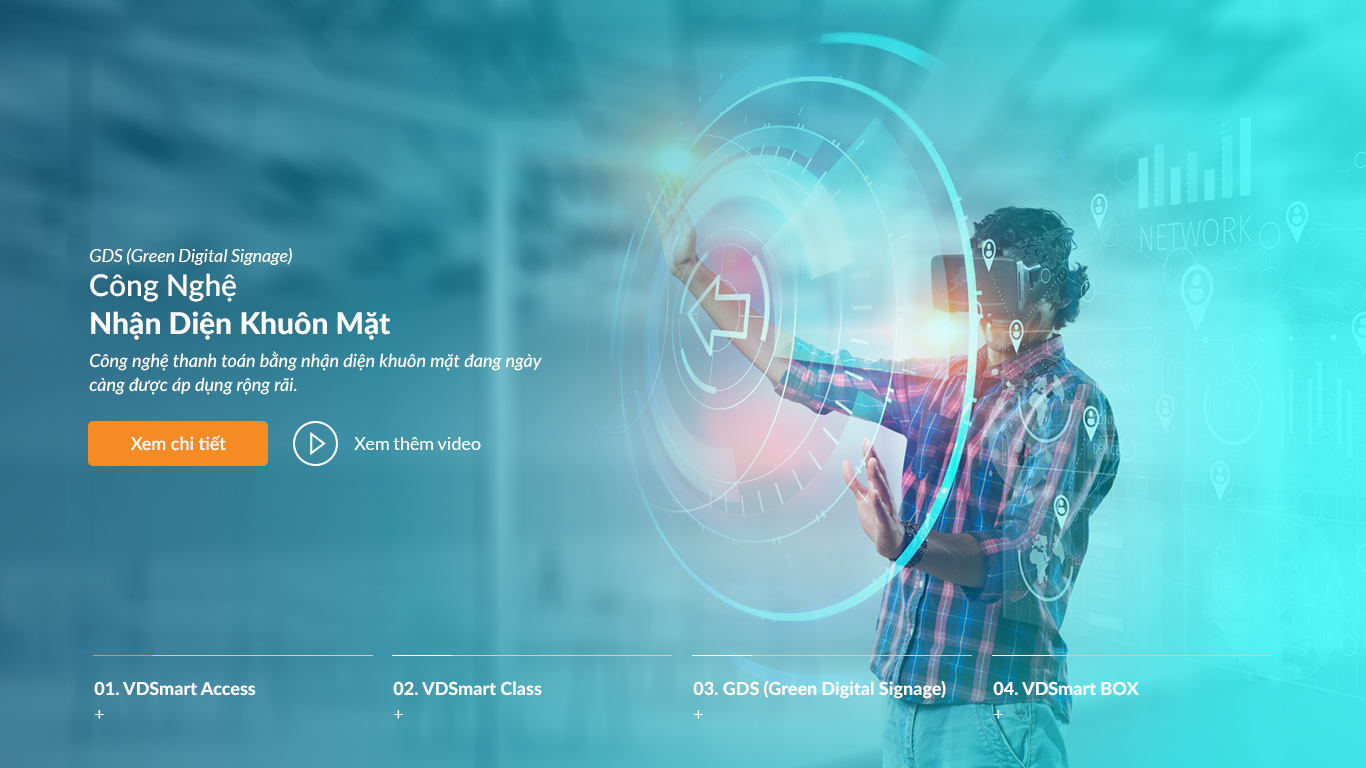 GDS (Green Digital Signage)
Công Nghệ
Nhận Diện Khuôn Mặt
Công nghệ thanh toán bằng nhận diện khuôn mặt đang ngày
càng được áp dụng rộng rãi.
Xem chi tiết
Xem thêm video
NETWORK
01. VDSmart Access
+
02. VDSmart Class
+
03. GDS (Green Digital Signage)
+
04. VDSmart BOX
+